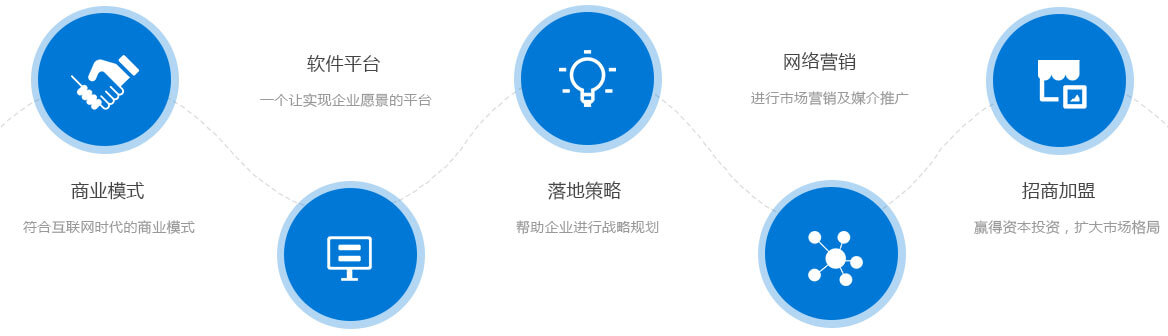 商业模式
符合互联网时代的商业模式
软件平台
一个让实现企业愿景的平台
落地策略
帮助企业进行战略规划
网络营销
进行市场营销及媒介推广
招商加盟
赢得资本投资，扩大市场格局